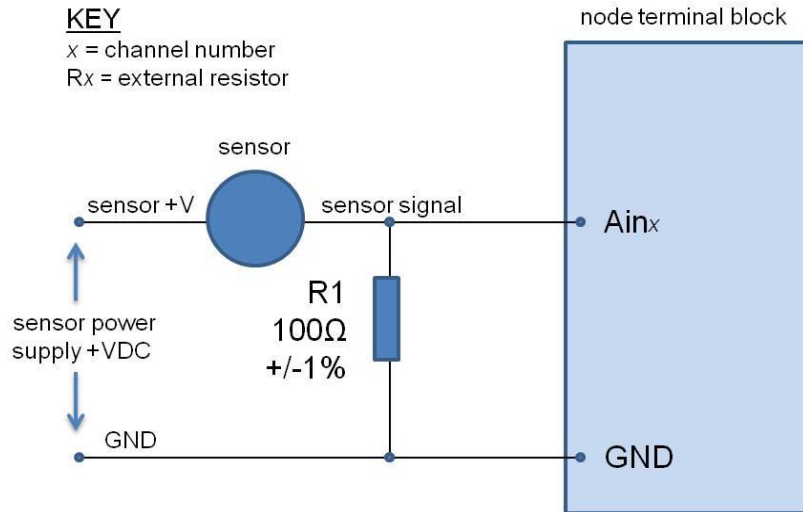 KEY
x = channel number
Rx = external resistor
node terminal block
sensor
sensor +V
sensor signal
Ainx
R1
100Ω
+/-1%
sensor power
supply +VDC
GND
GND